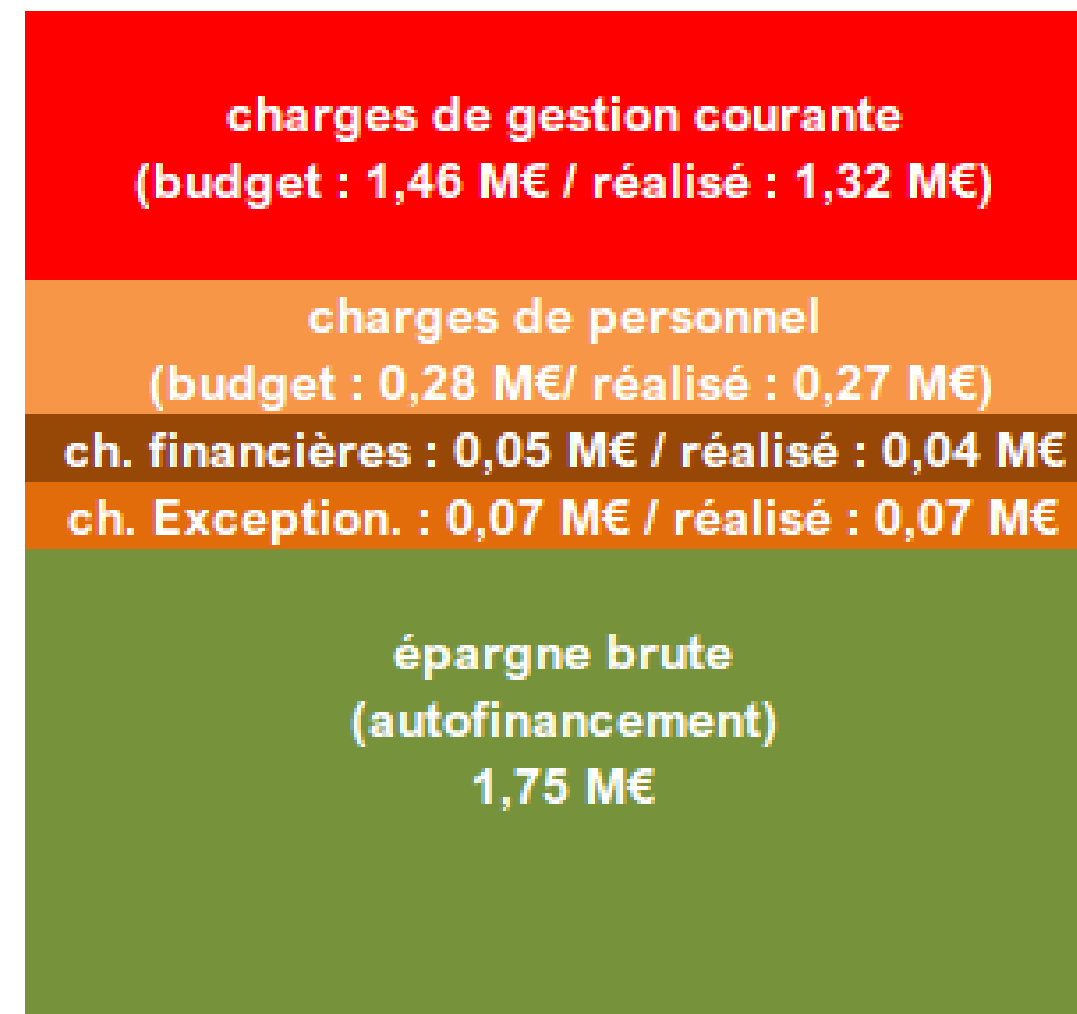 charges de gestion courante
(budget : 1,46 M€ / réalisé : 1,32 M€)
charges de personnel
(budget : 0,28 M€/ réalisé : 0,27 M€)
ch. financières : 0,05 M€ / réalisé : 0,04 M€
ch. Exception. : 0,07 M€ / réalisé : 0,07 M€
épargne brute
(autofinancement)
1,75 M€